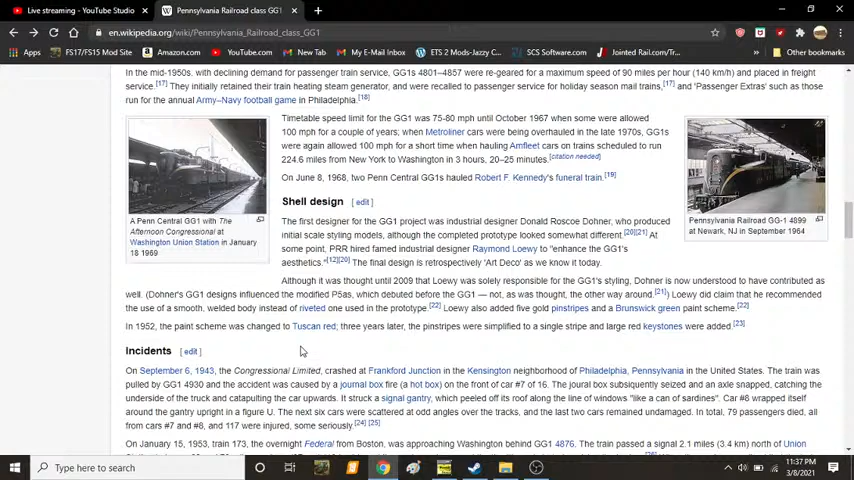 Live streaming - YouTube Studio
Pennsylvania Railroad class GG1
en.wikipedia.org/wiki/Pennsylvania_Railroad_class_GG1
Apps
FS17/FS15 Mod Site
Amazon.com
YouTube.com
New Tab
My E-mail Inbox
ETS 2 Mods-Jazzy C...
SCS Software.com
Jointed Rail.com/Tr...
Other bookmarks
In the mid-1950s, with declining demand for passenger train service, GG1s 4801–4857 were re-geared for a maximum speed of 90 miles per hour (140 km/h) and placed in freight
service.[17] They initially retained their train heating steam generator, and were recalled to passenger service for holiday season mail trains,[17] and 'Passenger Extras' such as those
run for the annual Army–Navy football game in Philadelphia.[18]
Timetable speed limit for the GG1 was 75-80 mph until October 1967 when some were allowed
100 mph for a couple of years; when Metroliner cars were being overhauled in the late 1970s, GG1s
were again allowed 100 mph for a short time when hauling Amfleet cars on trains scheduled to run
224.6 miles from New York to Washington in 3 hours, 20–25 minutes.[citation needed]
On June 8, 1968, two Penn Central GG1s hauled Robert F. Kennedy's funeral train.[19]
A Penn Central GG1 with The
Afternoon Congressional at
Washington Union Station in January
18 1969
Pennsylvania Railroad GG-1 4899
at Newark, NJ in September 1964
Shell design [ edit ]
The first designer for the GG1 project was industrial designer Donald Roscoe Dohner, who produced
initial scale styling models, although the completed prototype looked somewhat different.[20][21] At
some point, PRR hired famed industrial designer Raymond Loewy to "enhance the GG1's
aesthetics."[12][20] The final design is retrospectively 'Art Deco' as we know it today.
Although it was thought until 2009 that Loewy was solely responsible for the GG1's styling, Dohner is now understood to have contributed as
well. (Dohner's GG1 designs influenced the modified P5as, which debuted before the GG1 — not, as was thought, the other way around.[21]) Loewy did claim that he recommended
the use of a smooth, welded body instead of riveted one used in the prototype.[22] Loewy also added five gold pinstripes and a Brunswick green paint scheme.[22]
In 1952, the paint scheme was changed to Tuscan red; three years later, the pinstripes were simplified to a single stripe and large red keystones were added.[23]
Incidents [ edit ]
On September 6, 1943, the Congressional Limited, crashed at Frankford Junction in the Kensington neighborhood of Philadelphia, Pennsylvania in the United States. The train was
pulled by GG1 4930 and the accident was caused by a journal box fire (a hot box) on the front of car #7 of 16. The joural box subsiquently seized and an axle snapped, catching the
underside of the truck and catapulting the car upwards. It struck a signal gantry, which peeled off its roof along the line of windows "like a can of sardines". Car #8 wrapped itself
around the gantry upright in a figure U. The next six cars were scattered at odd angles over the tracks, and the last two cars remained undamaged. In total, 79 passengers died, all
from cars #7 and #8, and 117 were injured, some seriously.[24][25]
On January 15, 1953, train 173, the overnight Federal from Boston, was approaching Washington behind GG1 4876. The train passed a signal 2.1 miles (3.4 km) north of Union
Type here to search
11:37 PM
3/8/2021